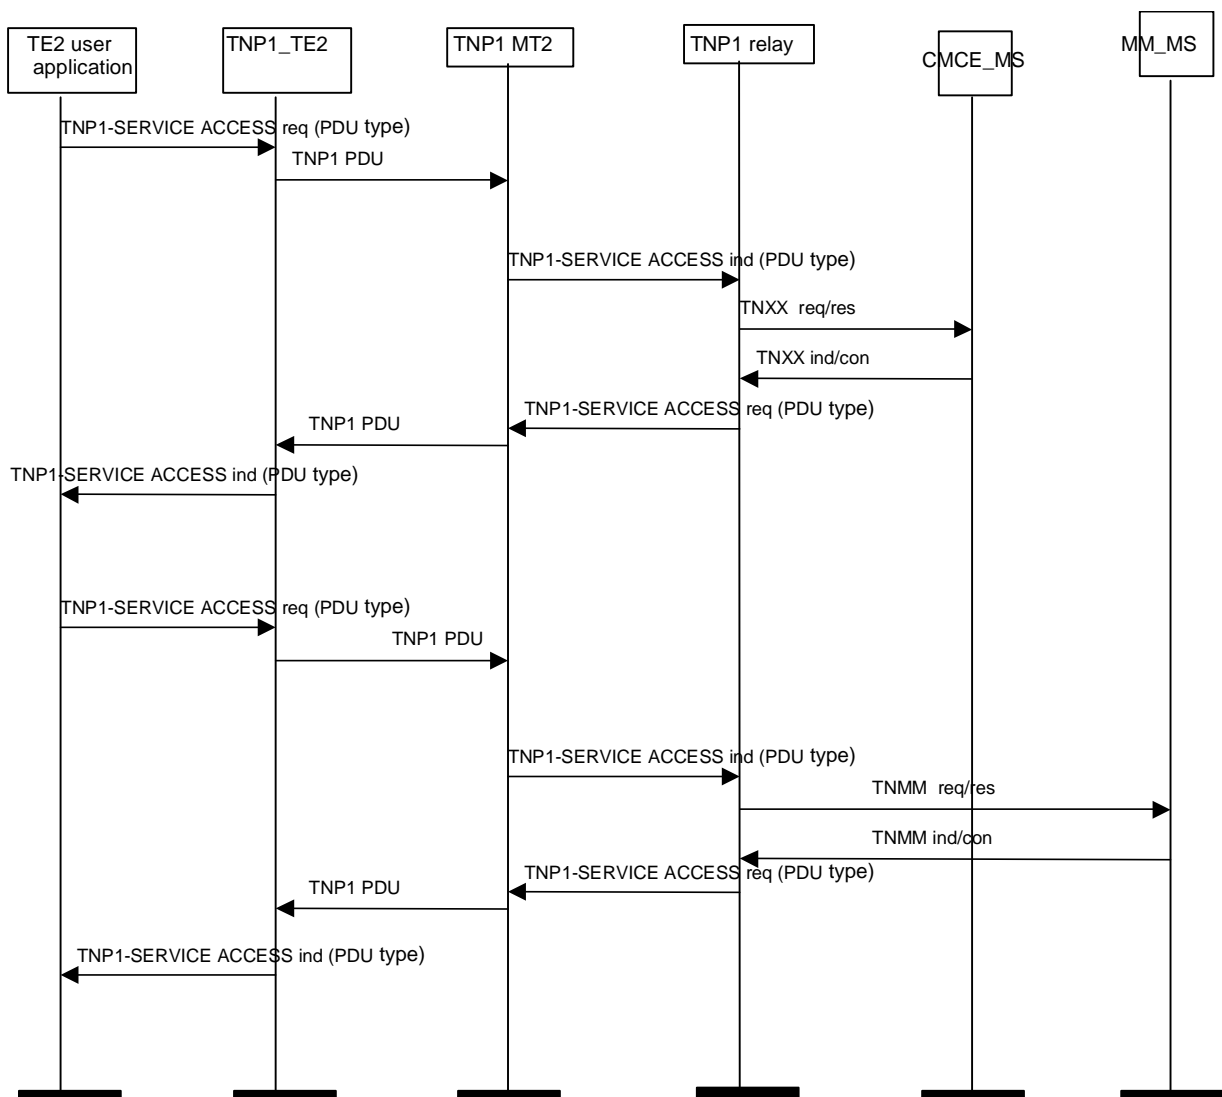 TE2 user
application
TNP1_TE2
TNP1 MT2
TNP1 relay
CMCE_MS
MM_MS
TNP1-SERVICE ACCESS req (PDU type)
TNP1 PDU
TNP1-SERVICE ACCESS ind (PDU type)
TNXX req/res
TNXX ind/con
TNP1-SERVICE ACCESS req (PDU type)
TNP1 PDU
TNP1-SERVICE ACCESS ind (PDU type)
TNP1-SERVICE ACCESS req (PDU type)
TNP1 PDU
TNP1-SERVICE ACCESS ind (PDU type)
TNMM req/res
TNMM ind/con
TNP1-SERVICE ACCESS req (PDU type)
TNP1 PDU
TNP1-SERVICE ACCESS ind (PDU type)